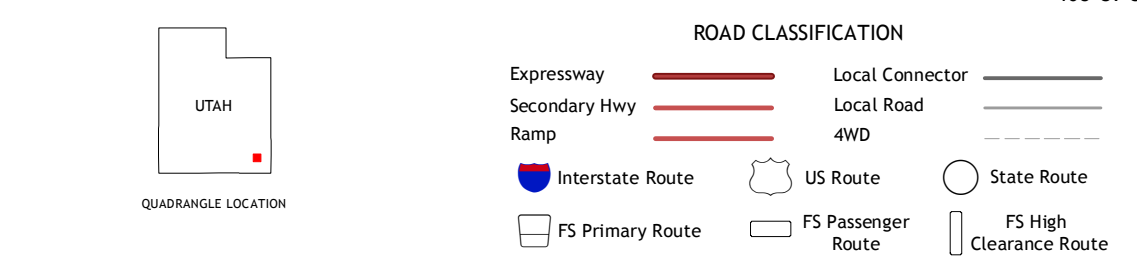 ROAD CLASSIFICATION
Expressway
Secondary Hwy
Ramp
Local Connector
Local Road
4WD
Interstate Route
US Route
State Route
FS Primary Route
FS Passenger
Route
FS High
Clearance Route
UTAH
QUADRANGLE LOCATION